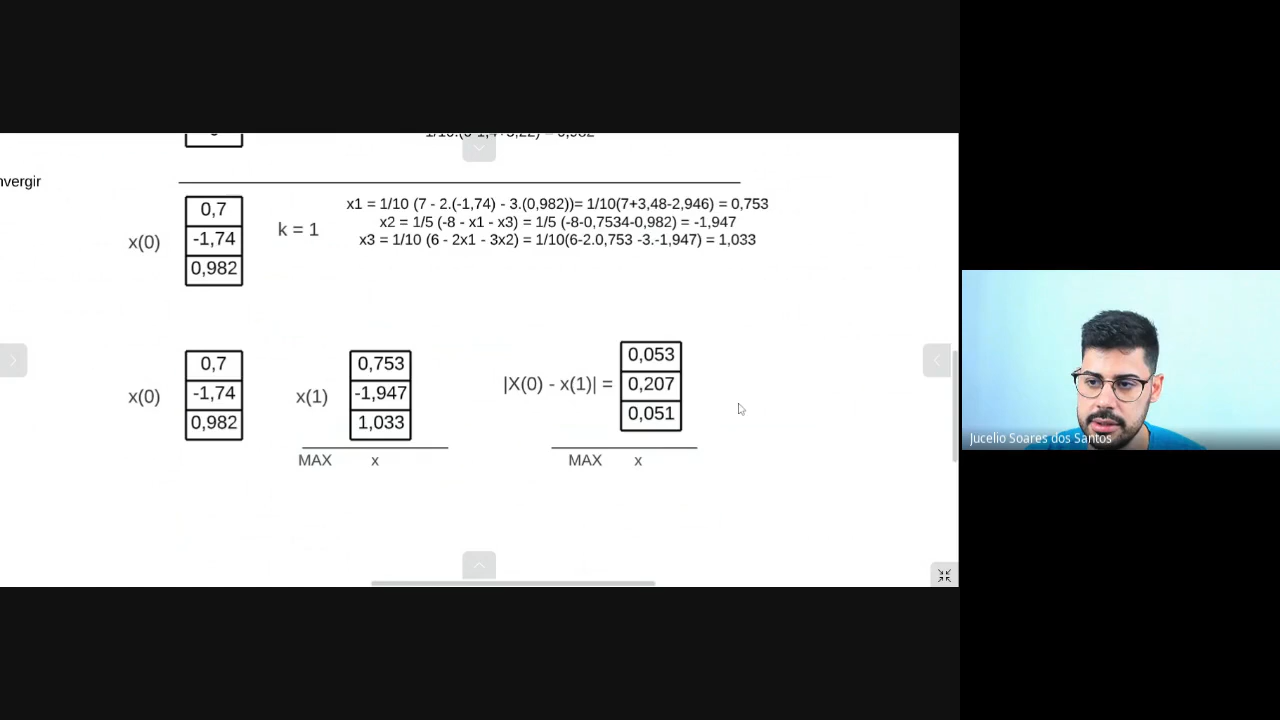 nvergir
0,7
-1,74
0,982
x(0)
k = 1
x1 = 1/10 (7 - 2.(-1,74) - 3.(0,982))= 1/10(7+3,48-2,946) = 0,753
x2 = 1/5 (-8 - x1 - x3) = 1/5 (-8-0,7534-0,982) = -1,947
x3 = 1/10 (6 - 2x1 - 3x2) = 1/10(6-2.0,753 -3.-1,947) = 1,033
x(0)
0,7
-1,74
0,982
x(1)
0,753
-1,947
1,033
MAX x
|X(0) - x(1)| =
0,053
0,207
0,051
MAX x
Jucelio Soares dos Santos